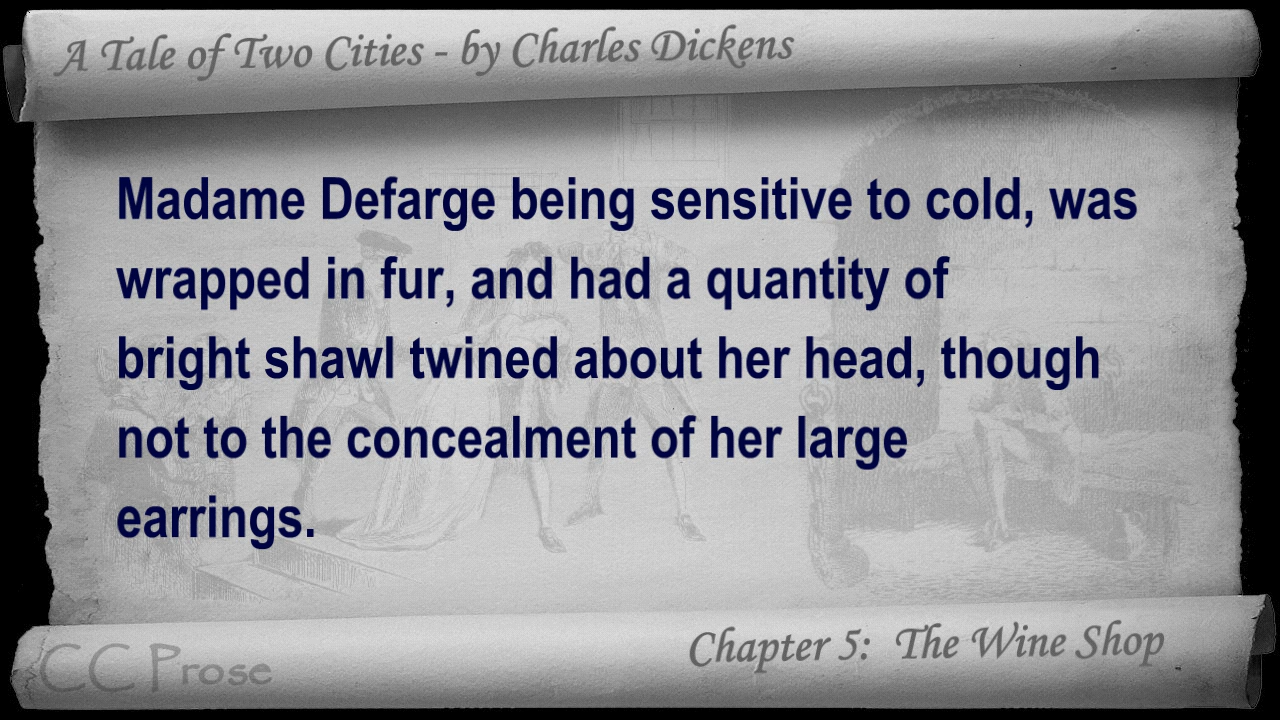 A Tale of Two Cities - by Charles Dickens
Madame Defarge being sensitive to cold, was
wrapped in fur, and had a quantity of
bright shawl twined about her head, though
not to the concealment of her large
earrings.
Chapter 5: The Wine Shop
CC Prose